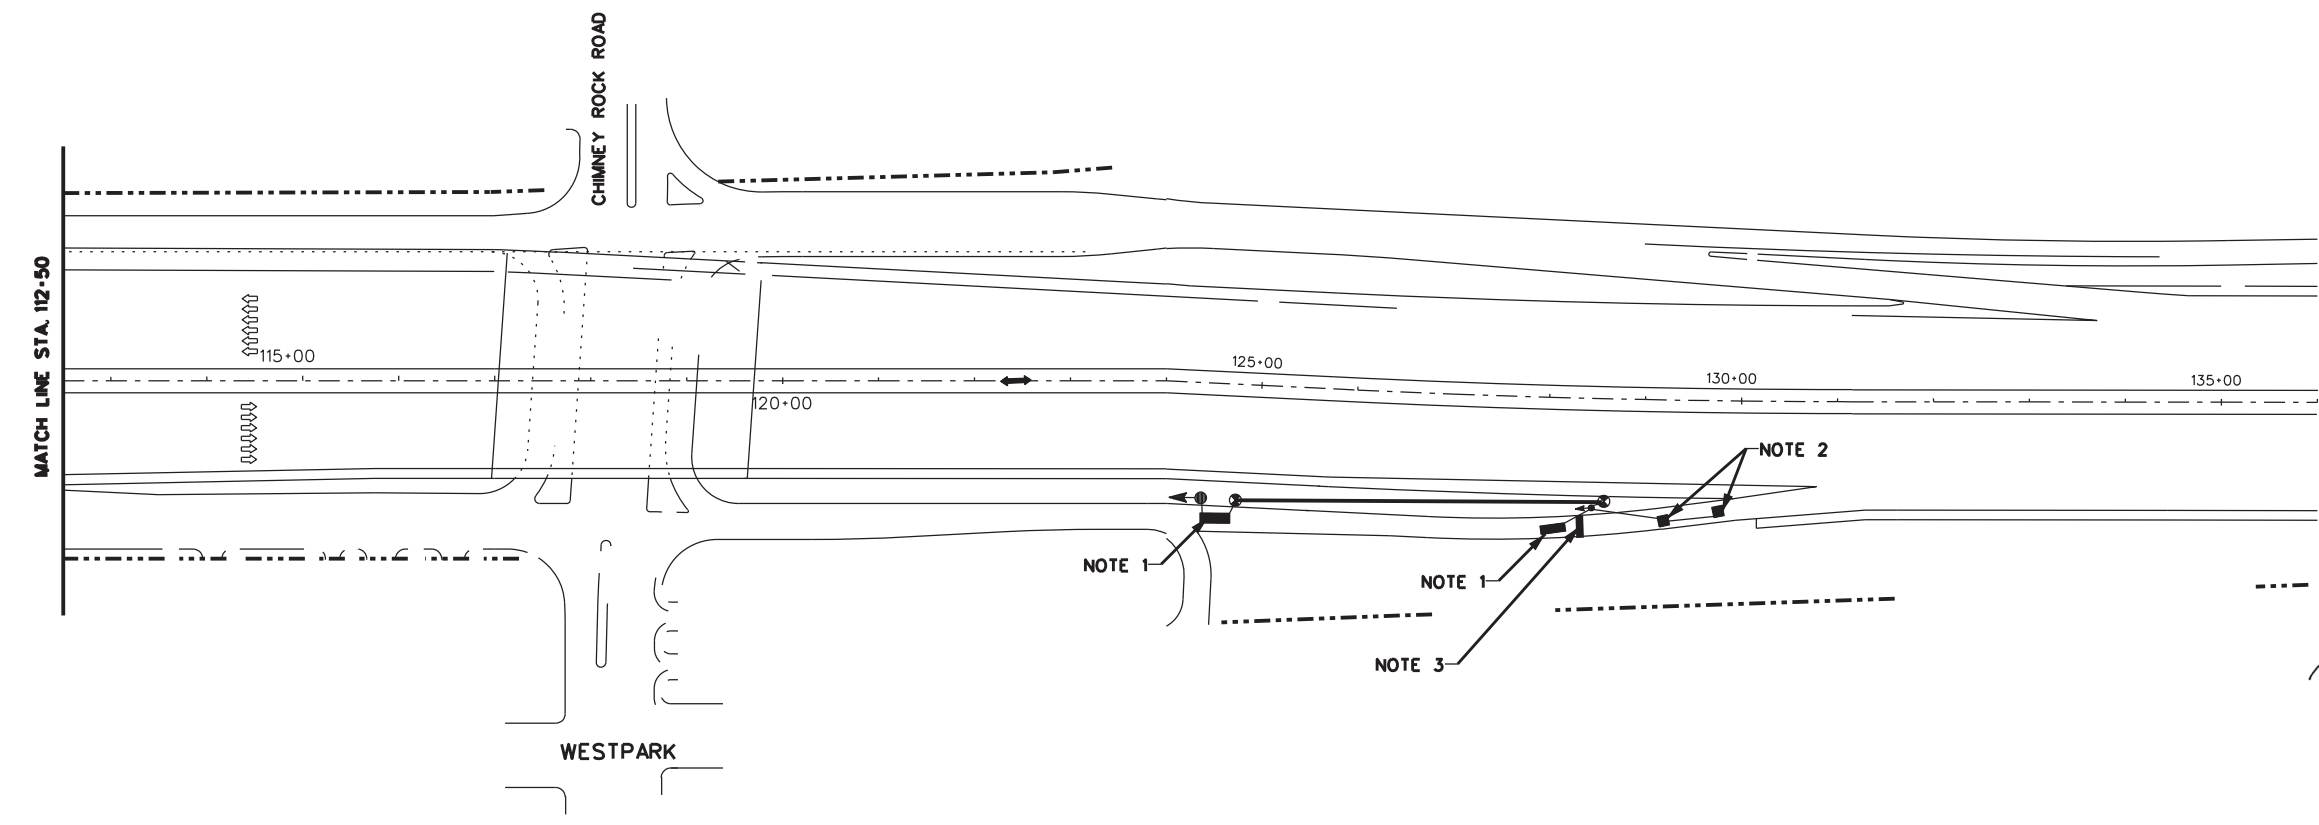 CHIMNEY ROCK ROAD
MATCH LINE STA. 112+50
115+00
120+00
125+00
130+00
135+00
NOTE 2
NOTE 1
NOTE 1
NOTE 3
WESTPARK